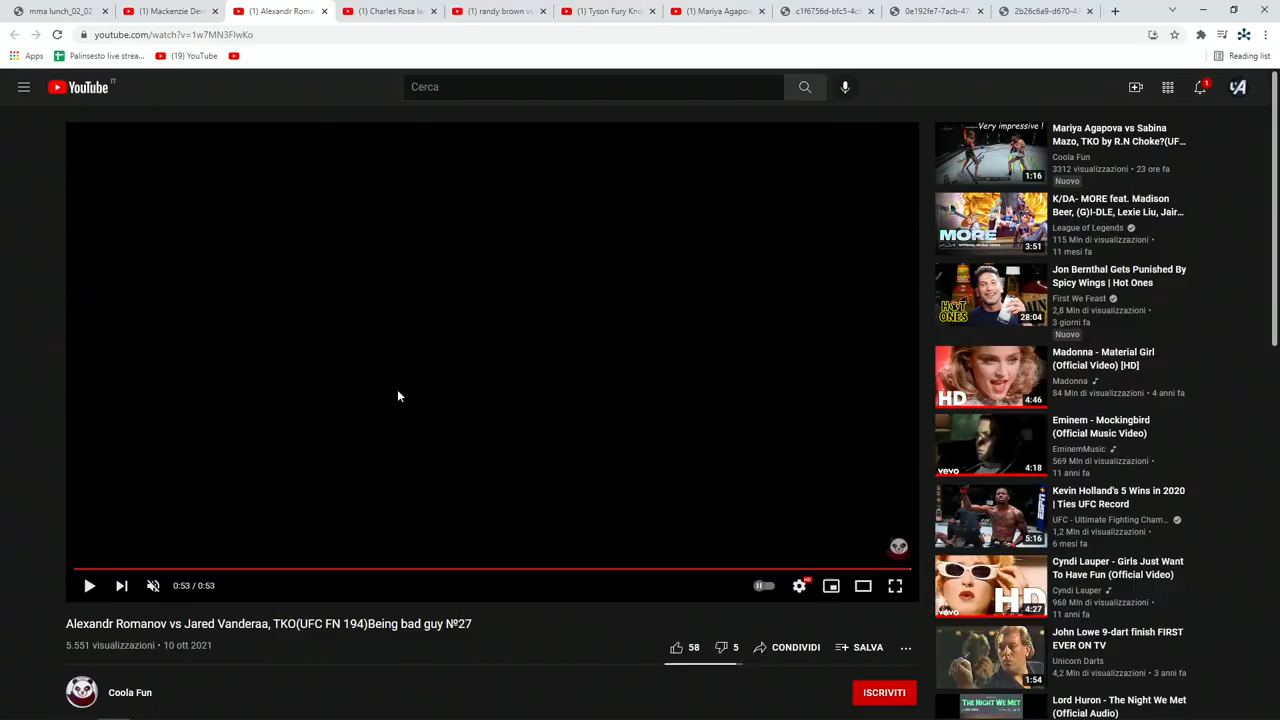 mma lunch_02_02
(1) Mackenzie Der
(1) Alexandr Roma
(1) Charles Rosa la
(1) randy brown vs
(1) Tyson Fury Kno
(1) Mariya Agapov
c1f6756d-bfc5-4c
0e192fe7-7acb-47
2b26c6a9-d670-43
youtube.com/watch?v=1w7MN3FIwKo
Apps
Palinsesto live strea...
(19) YouTube
Reading list
YouTube IT
Cerca
1
0:53 / 0:53
HD
Alexandr Romanov vs Jared Vanderaa, TKO(UFC FN 194)Being bad guy №27
5.551 visualizzazioni • 10 ott 2021
58
5
CONDIVIDI
SALVA
Coola Fun
ISCRIVITI
Very impressive !
1:16
Mariya Agapova vs Sabina
Mazo, TKO by R.N Choke?(UF...
Coola Fun
3312 visualizzazioni • 23 ore fa
Nuovo
MORE
3:51
K/DA- MORE feat. Madison
Beer, (G)I-DLE, Lexie Liu, Jair...
League of Legends
115 Mln di visualizzazioni •
11 mesi fa
HOT
ONES
28:04
Jon Bernthal Gets Punished By
Spicy Wings | Hot Ones
First We Feast
2,8 Mln di visualizzazioni •
3 giorni fa
Nuovo
HD
4:46
Madonna - Material Girl
(Official Video) [HD]
Madonna
84 Mln di visualizzazioni • 4 anni fa
vevo
4:18
Eminem - Mockingbird
(Official Music Video)
EminemMusic
569 Mln di visualizzazioni •
11 anni fa
ESPN
5:16
Kevin Holland's 5 Wins in 2020
| Ties UFC Record
UFC - Ultimate Fighting Cham...
1,2 Mln di visualizzazioni •
6 mesi fa
vevo
HD
4:27
Cyndi Lauper - Girls Just Want
To Have Fun (Official Video)
Cyndi Lauper
968 Mln di visualizzazioni •
11 anni fa
1:54
John Lowe 9-dart finish FIRST
EVER ON TV
Unicorn Darts
4,2 Mln di visualizzazioni • 3 anni fa
THE NIGHT WE MET
Lord Huron - The Night We Met
(Official Audio)